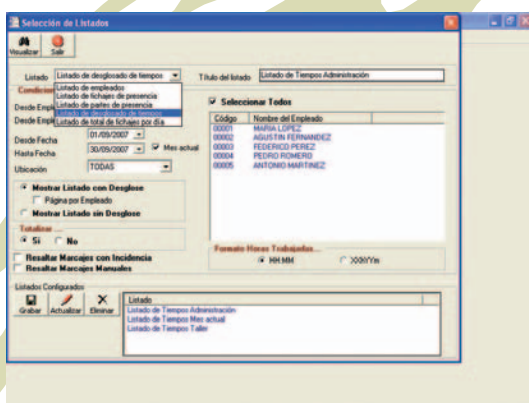 Selección de Listados
Visualizar Salir
Listado Listado de desglosado de tiempos
Título del listado Listado de Tiempos Administración
Listado de empleados
Listado de fichajes de presencia
Listado de partes de presencia
Listado de desglosado de tiempos
Listado de total de fichajes por día
Condicion
Desde Empl
Desde Empl
Desde Fecha 01/09/2007
Hasta Fecha 30/09/2007 Mes actual
Ubicación TODAS
Seleccionar Todos
Código Nombre del Empleado
00001 MARIA LOPEZ
00002 AGUSTIN FERNANDEZ
00003 FEDERICO PEREZ
00004 PEDRO ROMERO
00005 ANTONIO MARTINEZ
Mostrar Listado con Desglose
Página por Empleado
Mostrar Listado sin Desglose
Totalizar ...
Si No
Resaltar Marcajes con Incidencia
Resaltar Marcajes Manuales
Formato Horas Trabajadas...
HH:MM
Listados Configurados
Grabar Actualizar Eliminar
Listado
Listado de Tiempos Administración
Listado de Tiempos Mes actual
Listado de Tiempos Taller